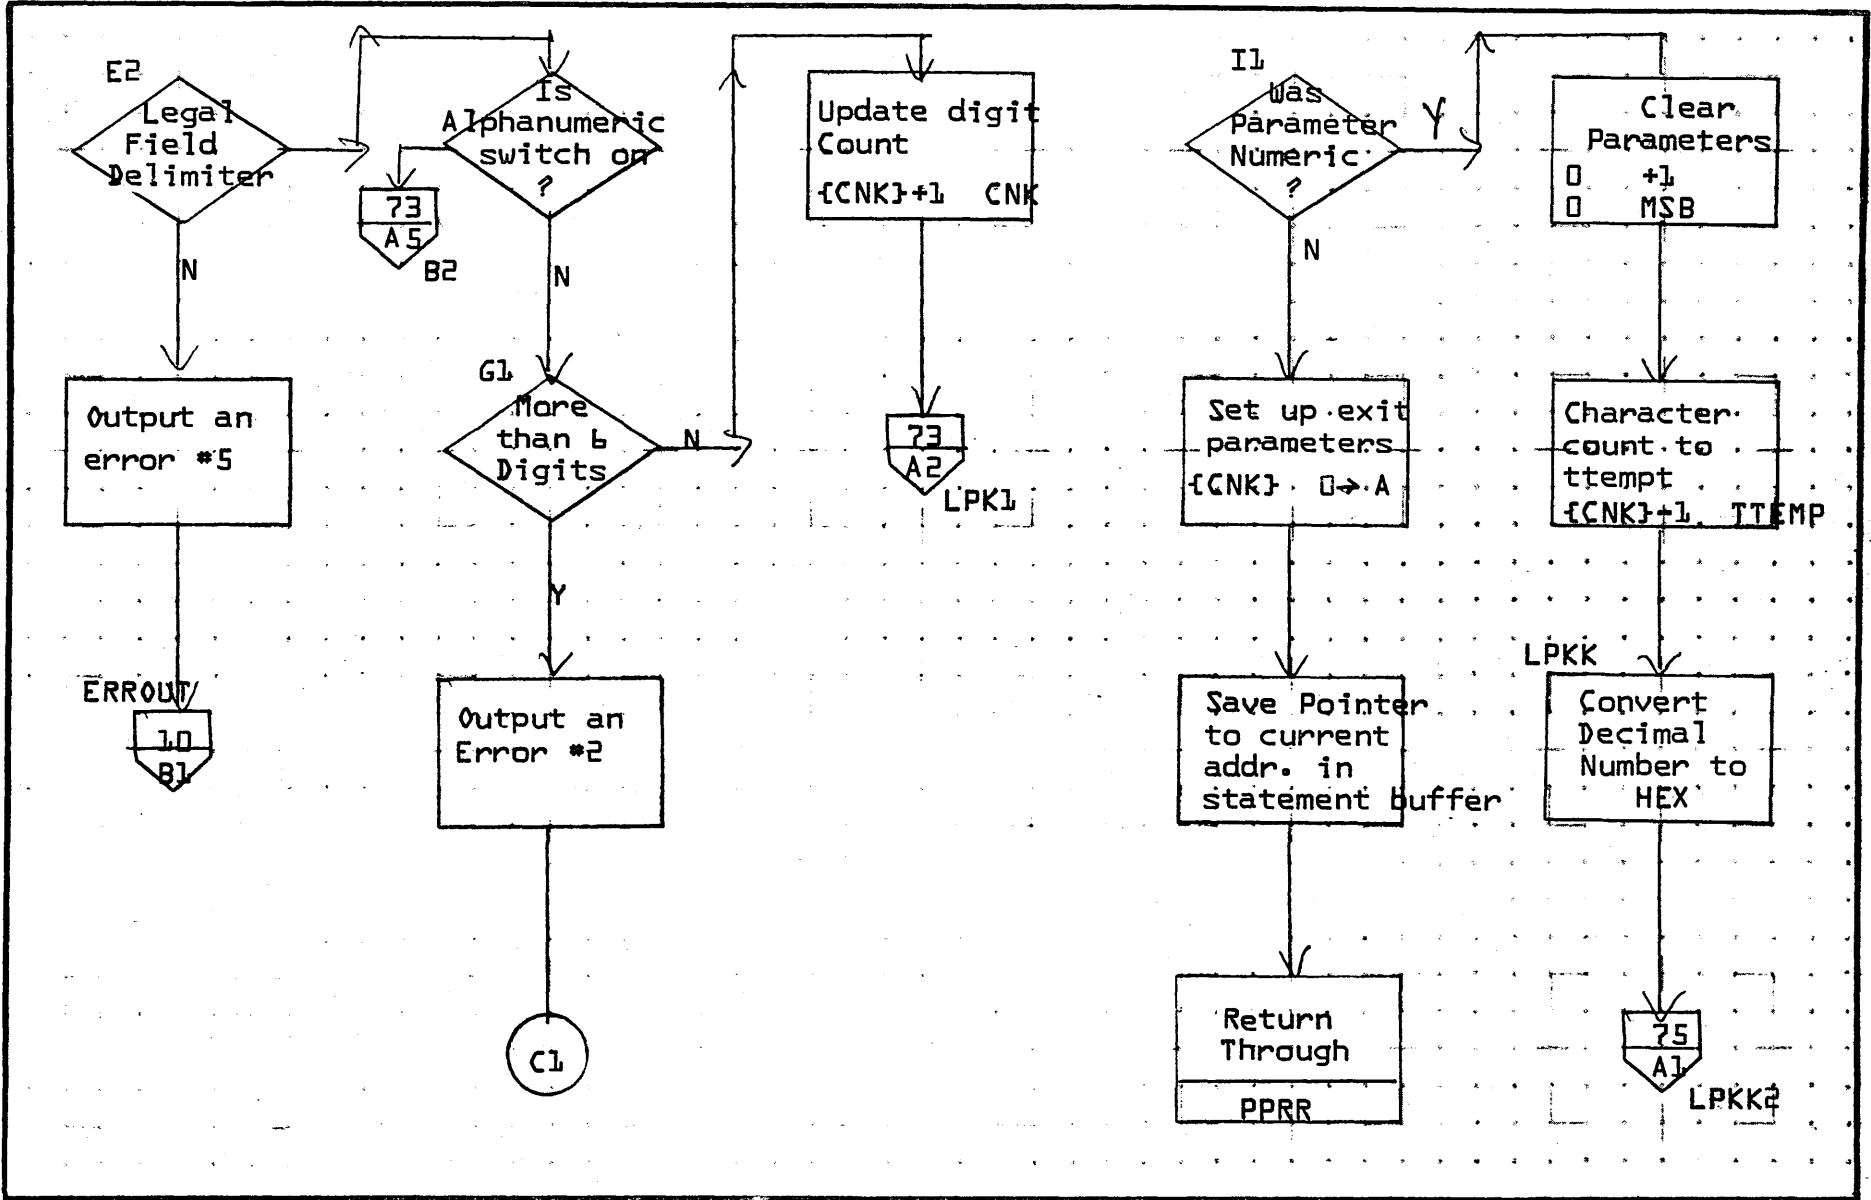 E2
Legal
Field
Delimiter
N
Output an
error #5
ERROUT
10
B1
Is
Alphanumeric
switch on
?
73
A5
B2
N
G1
More
than 6
Digits
N
Y
Output an
Error #2
C1
Update digit
Count
{CNK}+1 CNK
73
A2
LPK1
I1
Was
Parameter
Numeric
?
Y
N
Set up exit
parameters
{CNK} 0→A
Save Pointer
to current
addr. in
statement buffer
Return
Through
PPRR
Clear
Parameters
0 +1
0 MSB
Character
count to
ttempt
{CNK}+1 TTEMP
LPKK
Convert
Decimal
Number to
HEX
75
A1
LPKK2